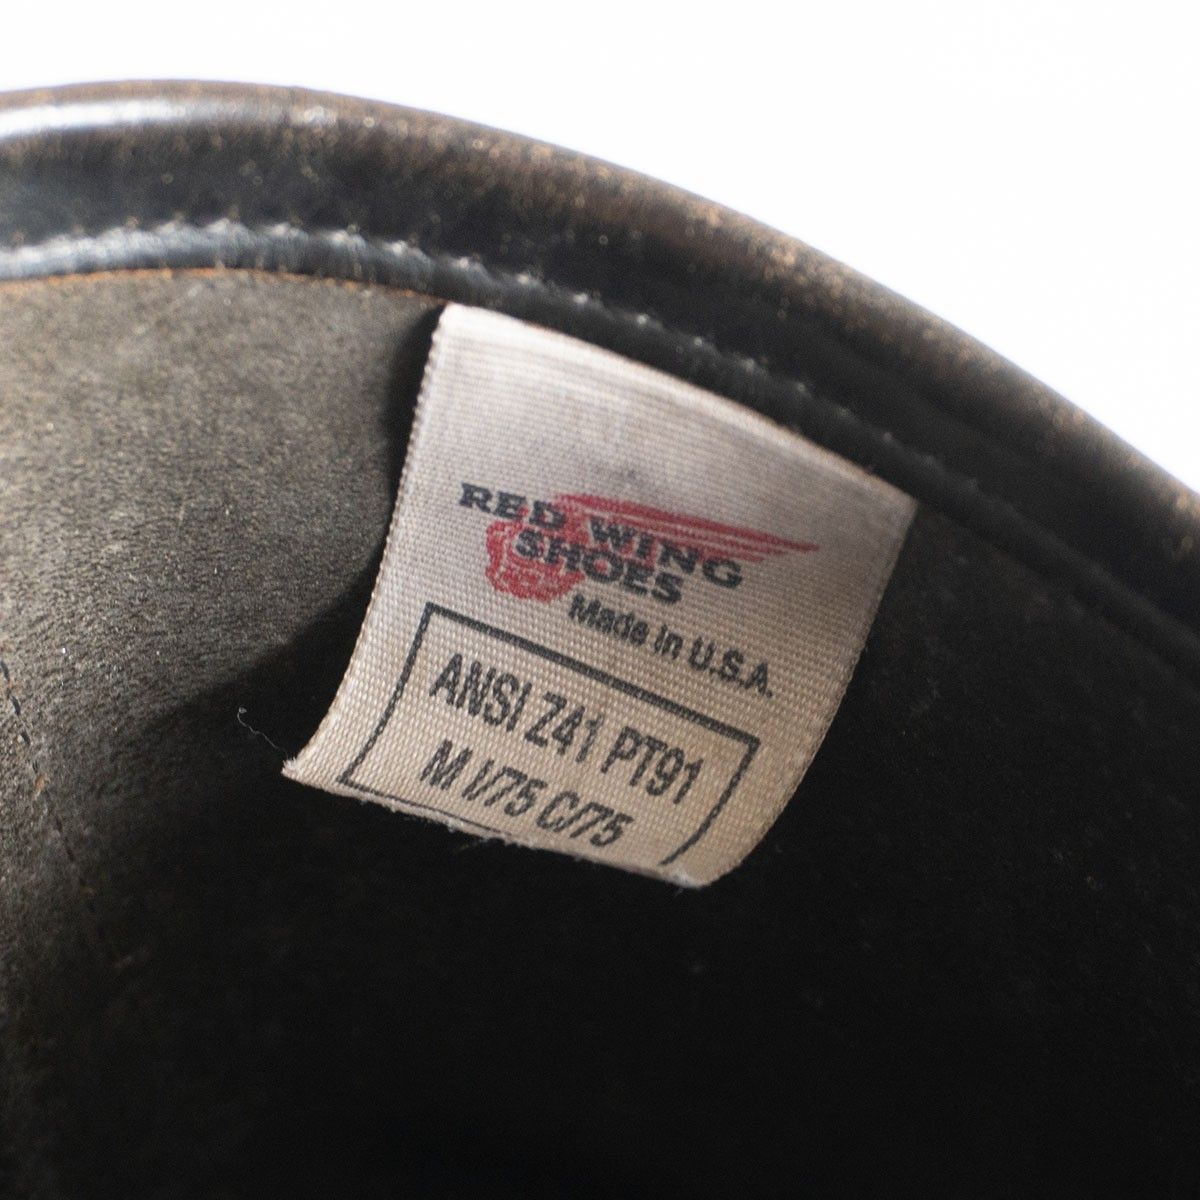 RED WING
SHOES
Made in U.S.A.
ANSI Z41 PT91
M I/75 C/75